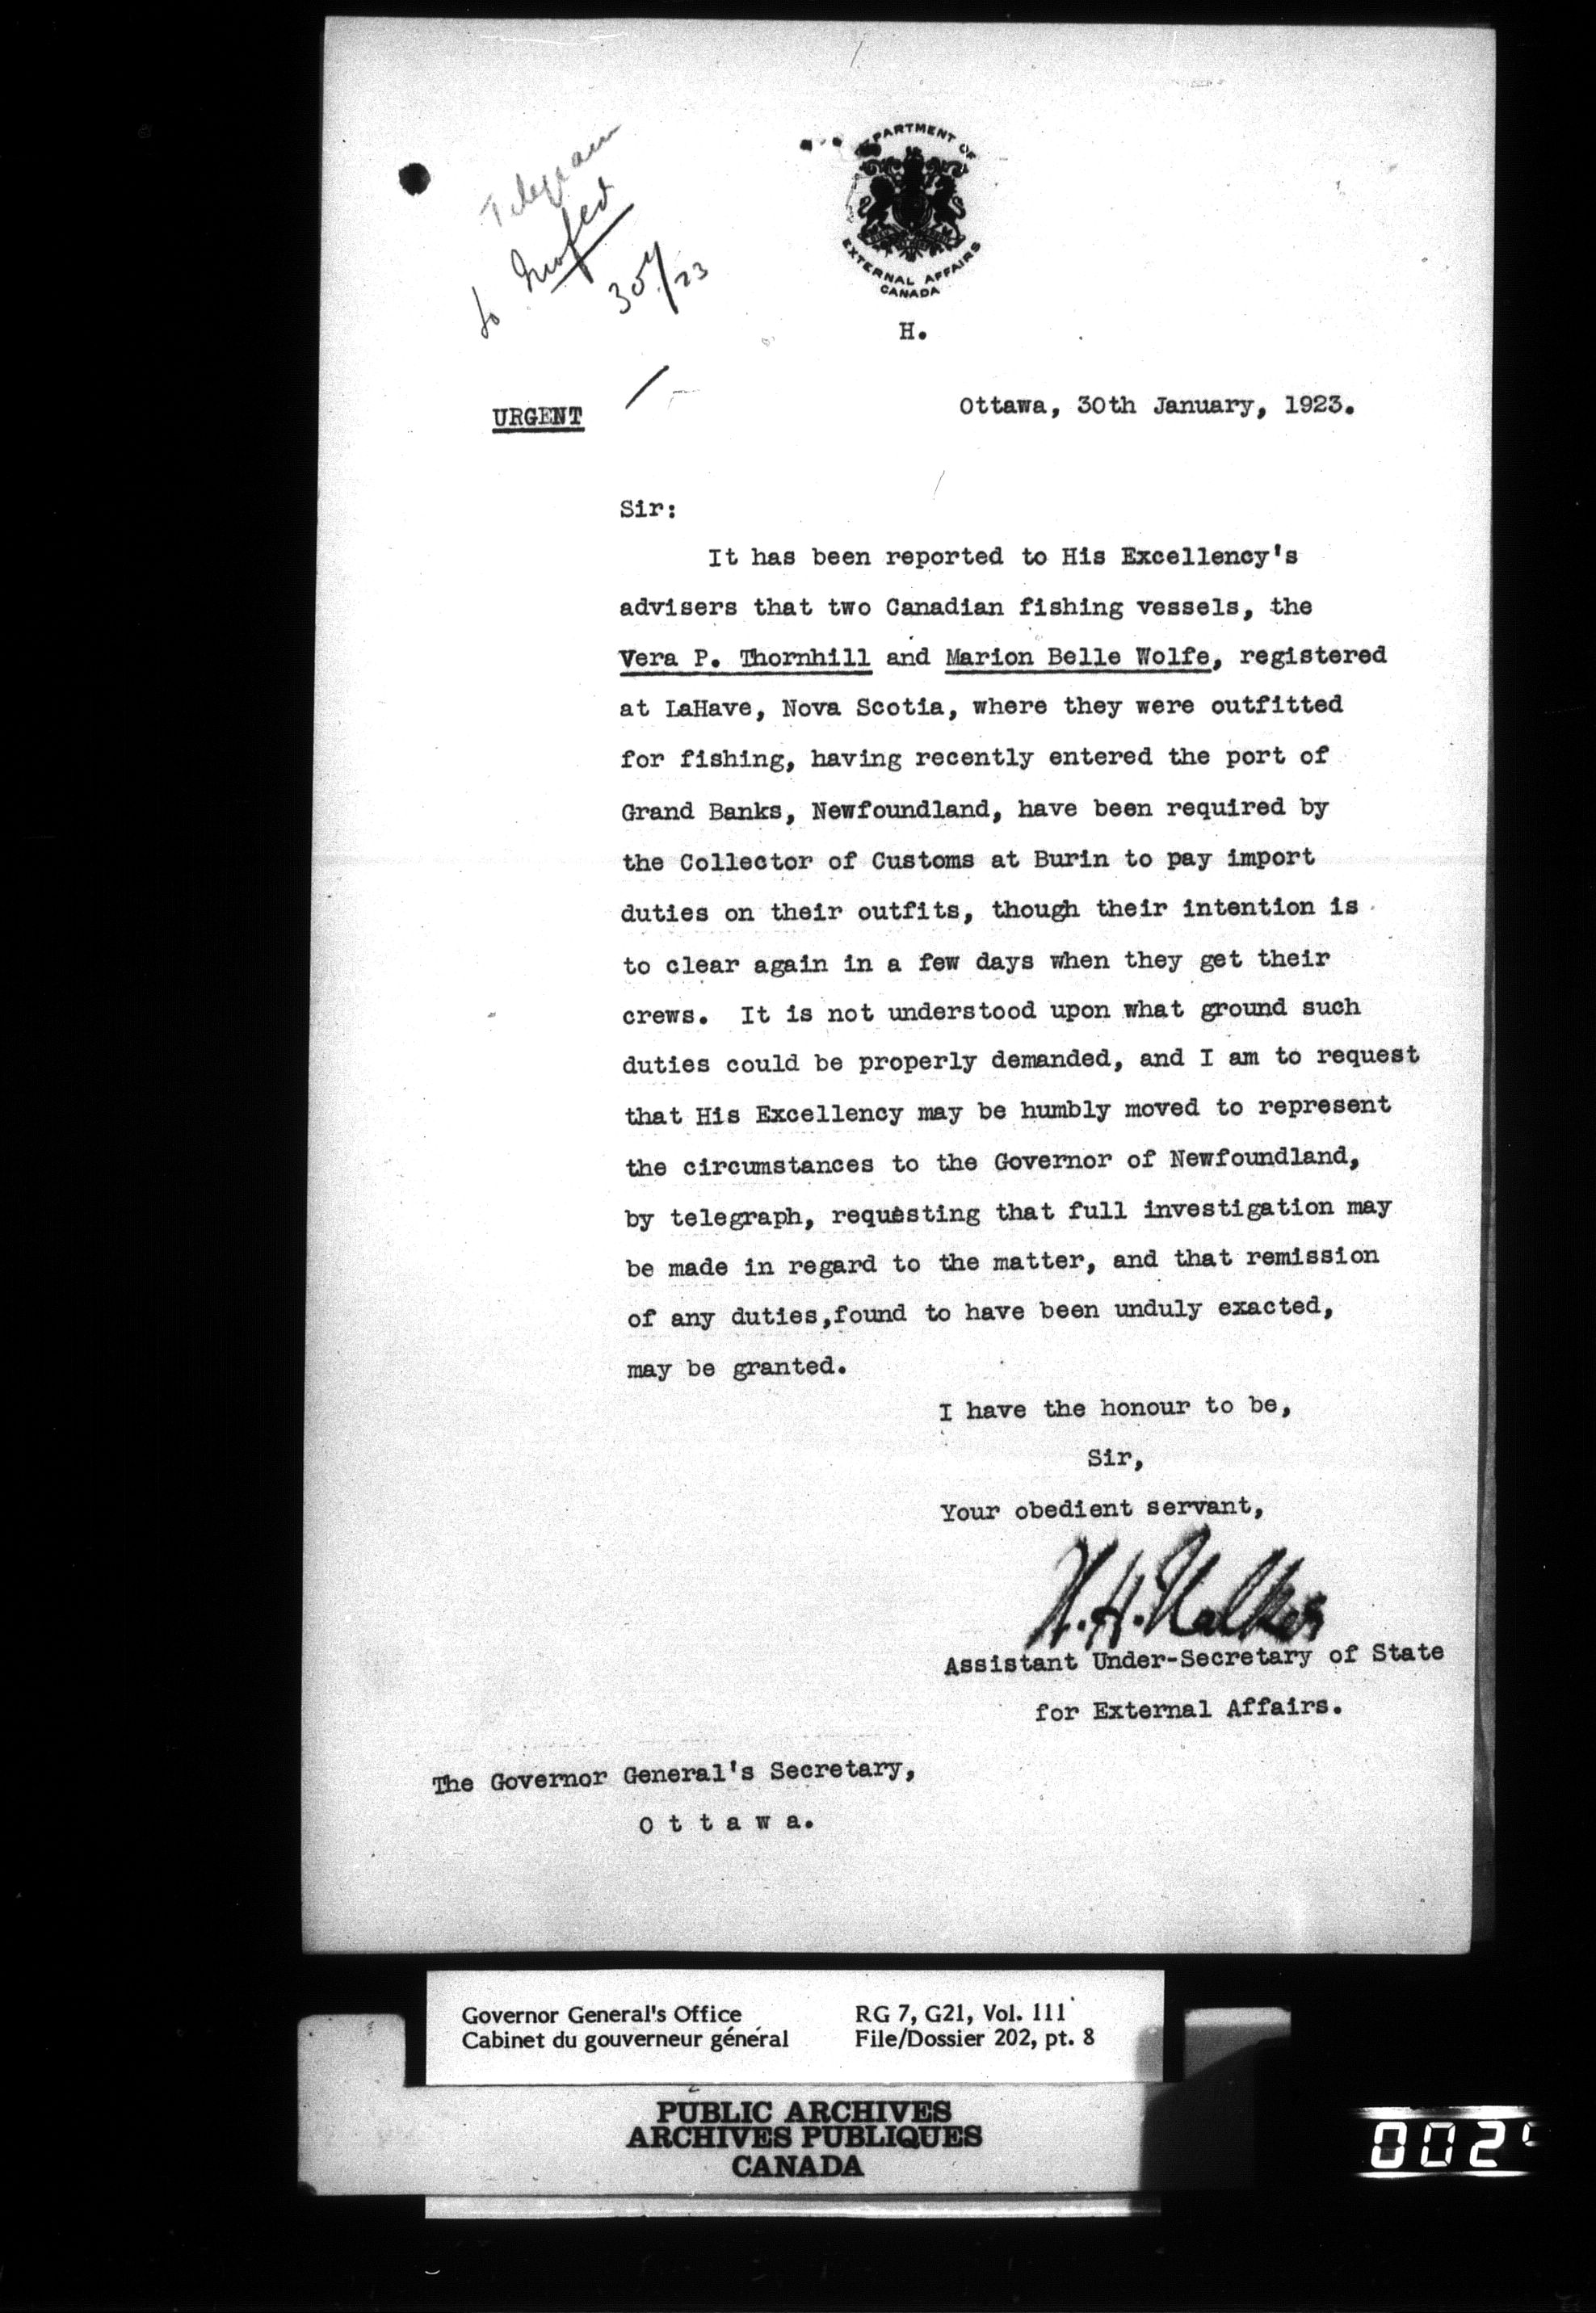 Telegram
to Nofed
30/1/23
DEPARTMENT OF
EXTERNAL AFFAIRS
CANADA
H.
URGENT
Ottawa, 30th January, 1923.
Sir:
It has been reported to His Excellency's
advisers that two Canadian fishing vessels, the
Vera P. Thornhill and Marion Belle Wolfe, registered
at LaHave, Nova Scotia, where they were outfitted
for fishing, having recently entered the port of
Grand Banks, Newfoundland, have been required by
the Collector of Customs at Burin to pay import
duties on their outfits, though their intention is
to clear again in a few days when they get their
crews. It is not understood upon what ground such
duties could be properly demanded, and I am to request
that His Excellency may be humbly moved to represent
the circumstances to the Governor of Newfoundland,
by telegraph, requesting that full investigation may
be made in regard to the matter, and that remission
of any duties,found to have been unduly exacted,
may be granted.
I have the honour to be,
Sir,
Your obedient servant,
W.H. Walker
Assistant Under-Secretary of State
for External Affairs.
The Governor General's Secretary,
O t t a w a.
Governor General's Office
Cabinet du gouverneur général
RG 7, G21, Vol. 111
File/Dossier 202, pt. 8
PUBLIC ARCHIVES
ARCHIVES PUBLIQUES
CANADA
002